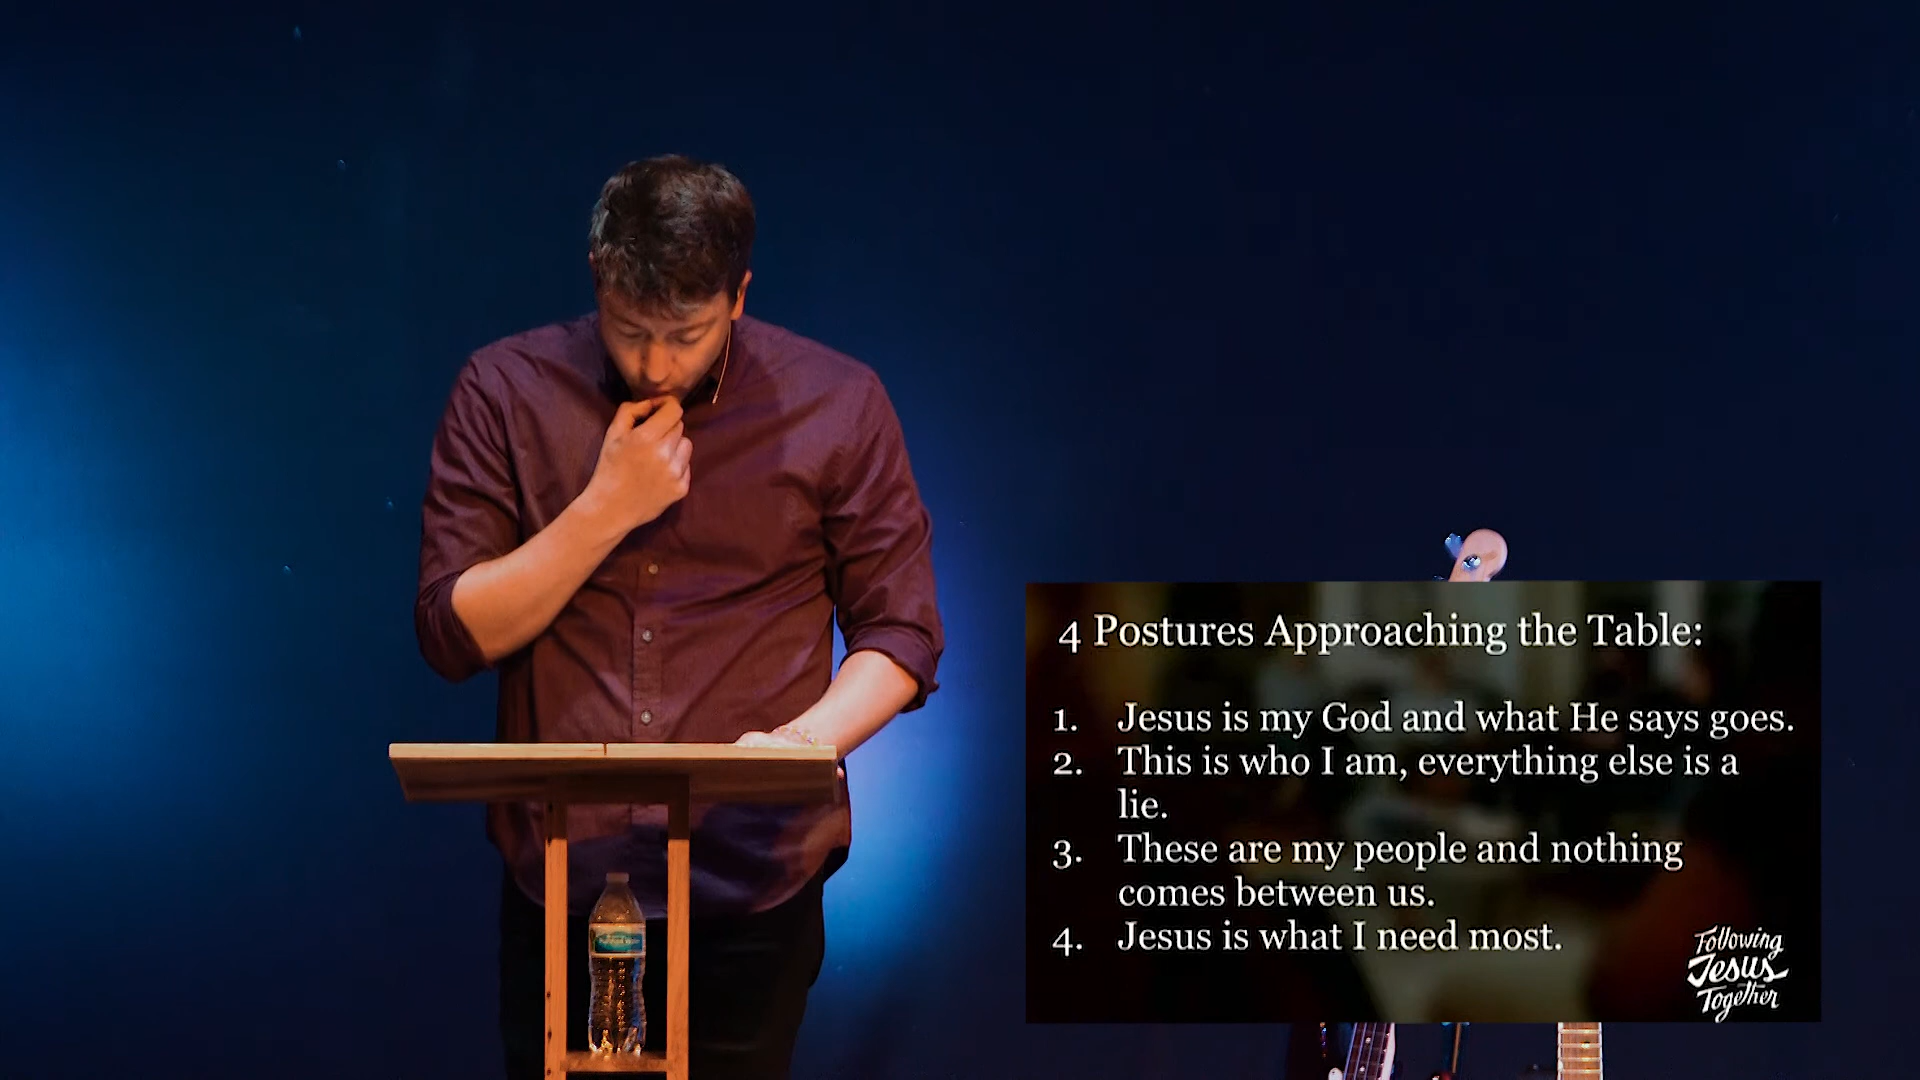 4 Postures Approaching the Table:
1. Jesus is my God and what He says goes.
2. This is who I am, everything else is a
lie.
3. These are my people and nothing
comes between us.
4. Jesus is what I need most.
Following
Jesus
Together